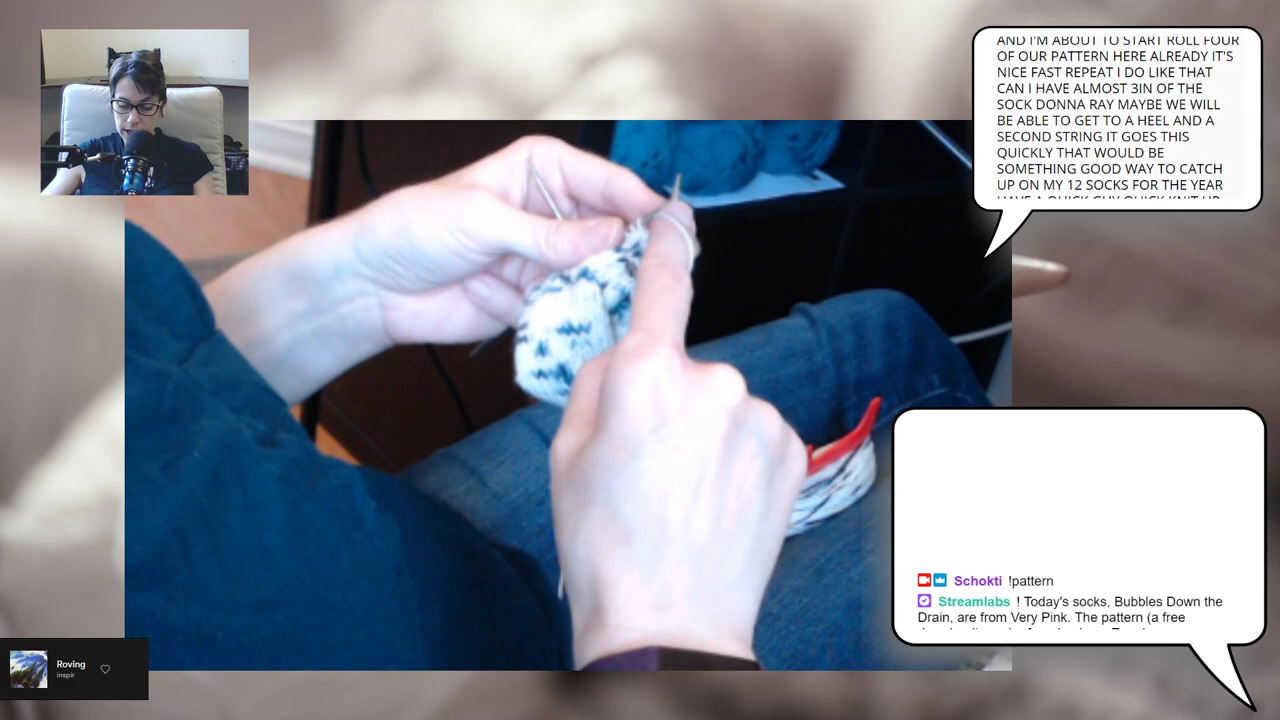 AND I'M ABOUT TO START ROLL FOUR
OF OUR PATTERN HERE ALREADY IT'S
NICE FAST REPEAT I DO LIKE THAT
CAN I HAVE ALMOST 3IN OF THE
SOCK DONNA RAY MAYBE WE WILL
BE ABLE TO GET TO A HEEL AND A
SECOND STRING IT GOES THIS
QUICKLY THAT WOULD BE
SOMETHING GOOD WAY TO CATCH
UP ON MY 12 SOCKS FOR THE YEAR
Schokti !pattern
Streamlabs ! Today's socks, Bubbles Down the
Drain, are from Very Pink. The pattern (a free
Roving
inspir